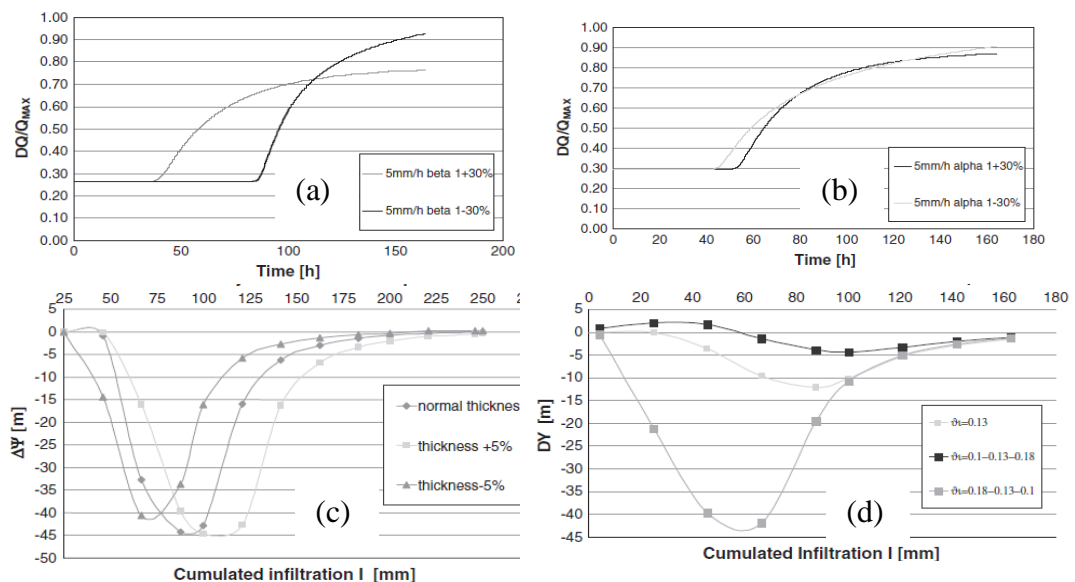 1.00
0.90
0.80
0.70
0.60
0.50
0.40
0.30
0.20
0.10
0.00
DQ/QMAX
0 50 100 150 200
Time [h]
(a)
5mm/h beta 1+30%
5mm/h beta 1-30%
1.00
0.90
0.80
0.70
0.60
0.50
0.40
0.30
0.20
0.10
0.00
DQ/QMAX
0 20 40 60 80 100 120 140 160 180
Time [h]
(b)
5mm/h alpha 1+30%
5mm/h alpha 1-30%
25 50 75 100 125 150 175 200 225 250
5
0
-5
-10
-15
-20
-25
-30
-35
-40
-45
-50
ΔΨ [m]
normal thickness
thickness +5%
thickness-5%
(c)
Cumulated infiltration I [mm]
0 20 40 60 80 100 120 140 160 180
5
0
-5
-10
-15
-20
-25
-30
-35
-40
-45
DY [m]
ϑι=0.13
ϑι=0.1–0.13–0.18
ϑι=0.18–0.13–0.1
(d)
Cumulated Infiltration I [mm]